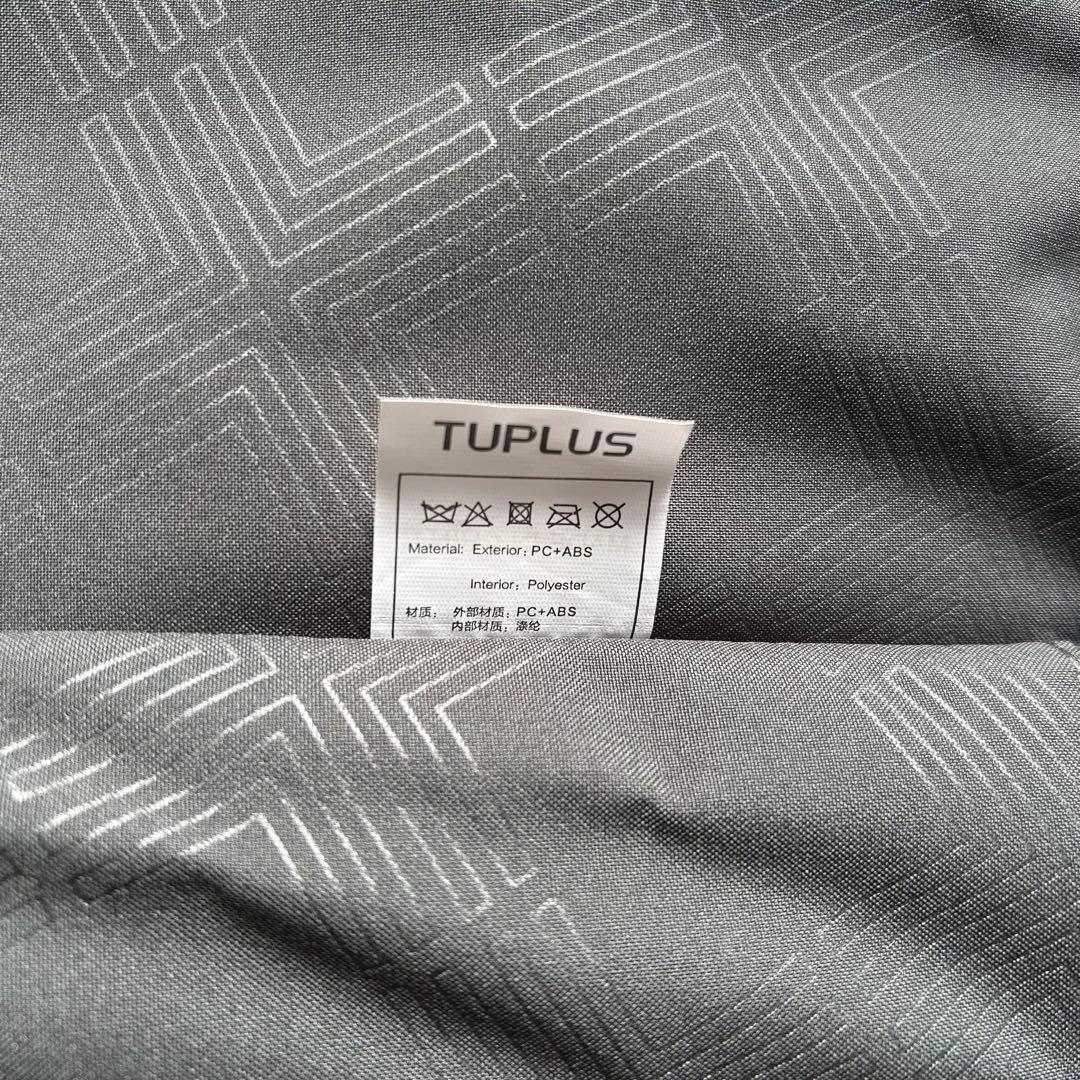 TUPLUS
Material: Exterior: PC+ABS
Interior: Polyester
材质: 外部材质: PC+ABS
内部材质: 涤纶